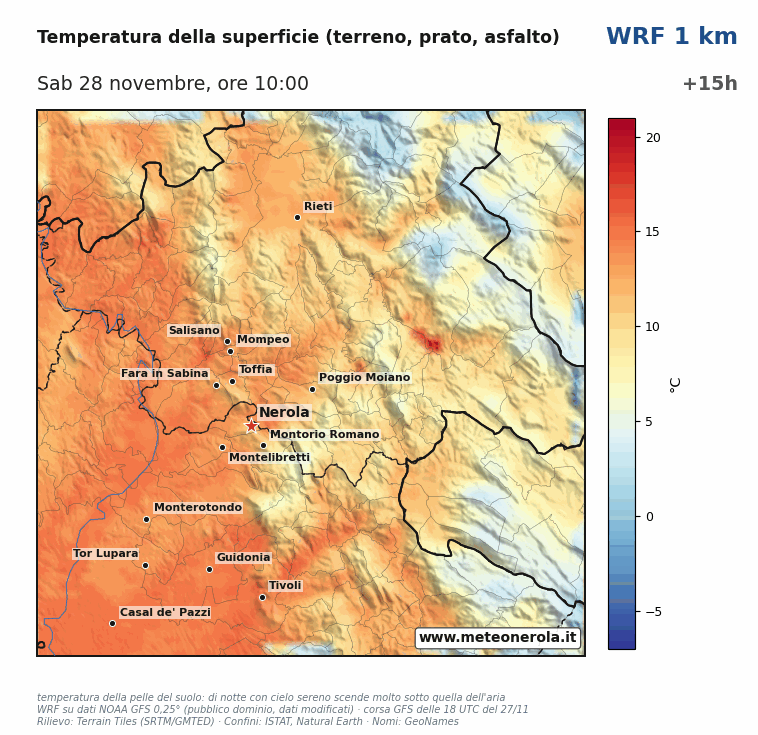 Temperatura della superficie (terreno, prato, asfalto)
WRF 1 km
Sab 28 novembre, ore 10:00
+15h
Rieti
Salisano
Mompeo
Fara in Sabina
Toffia
Poggio Moiano
Nerola
Montorio Romano
Montelibretti
Monterotondo
Tor Lupara
Guidonia
Tivoli
Casal de' Pazzi
www.meteonerola.it
20
15
10
5
0
−5
°C
temperatura della pelle del suolo: di notte con cielo sereno scende molto sotto quella dell'aria
WRF su dati NOAA GFS 0,25° (pubblico dominio, dati modificati) · corsa GFS delle 18 UTC del 27/11
Rilievo: Terrain Tiles (SRTM/GMTED) · Confini: ISTAT, Natural Earth · Nomi: GeoNames